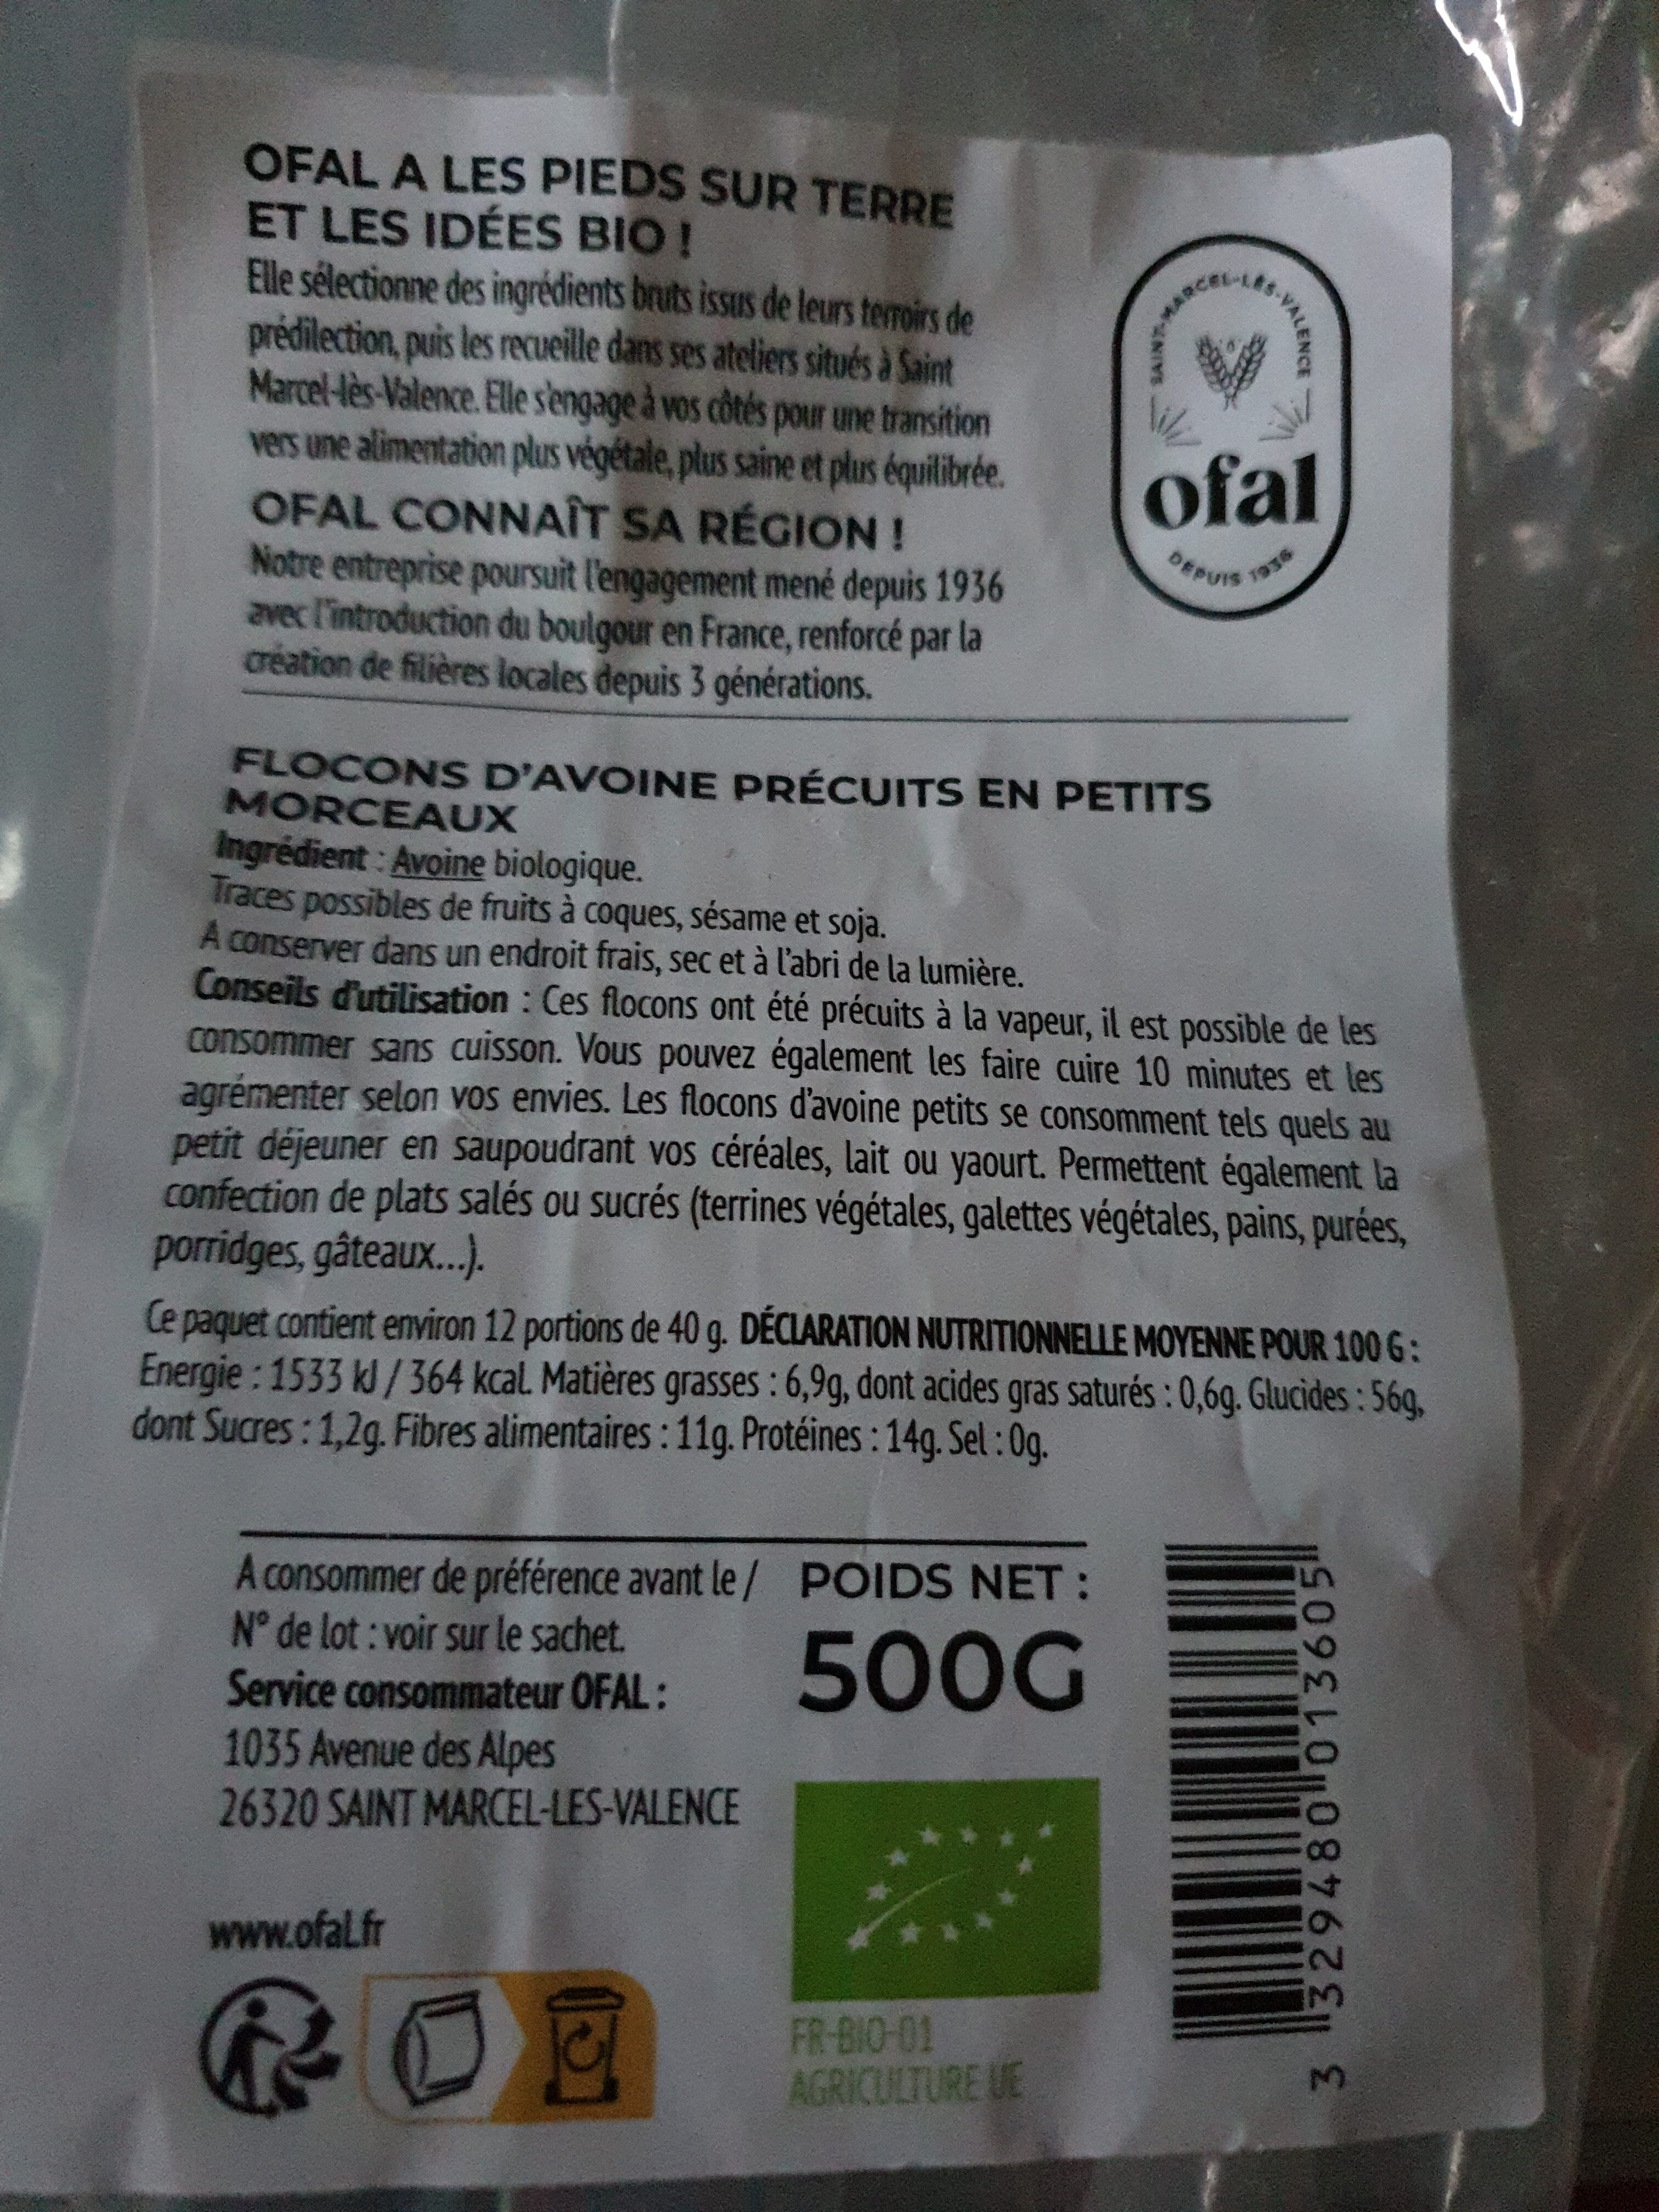 OFAL A LES PIEDS SUR TERRE
ET LES IDÉES BIO !
Elle sélectionne des ingrédients bruts issus de leurs terroirs de
prédilection, puis les recueille dans ses ateliers situés à Saint
Marcel-lès-Valence. Elle s'engage à vos côtés pour une transition
vers une alimentation plus végétale, plus saine et plus équilibrée.
OFAL CONNAÎT SA RÉGION !
Notre entreprise poursuit l'engagement mené depuis 1936
avec l'introduction du boulgour en France, renforcé par la
création de filières locales depuis 3 générations.
SAINT-MARCEL-LÈS-VALENCE
ofal
DEPUIS 1936
FLOCONS D'AVOINE PRÉCUITS EN PETITS
MORCEAUX
Ingrédient : Avoine biologique.
Traces possibles de fruits à coques, sésame et soja.
A conserver dans un endroit frais, sec et à l'abri de la lumière.
Conseils d'utilisation : Ces flocons ont été précuits à la vapeur, il est possible de les
consommer sans cuisson. Vous pouvez également les faire cuire 10 minutes et les
agrémenter selon vos envies. Les flocons d'avoine petits se consomment tels quels au
petit déjeuner en saupoudrant vos céréales, lait ou yaourt. Permettent également la
confection de plats salés ou sucrés (terrines végétales, galettes végétales, pains, purées,
porridges, gâteaux...).
Ce paquet contient environ 12 portions de 40 g. DÉCLARATION NUTRITIONNELLE MOYENNE POUR 100 G :
Energie : 1533 kJ / 364 kcal. Matières grasses : 6,9g, dont acides gras saturés : 0,6g. Glucides : 56g,
dont Sucres : 1,2g. Fibres alimentaires : 11g. Protéines : 14g. Sel : 0g.
A consommer de préférence avant le /
N° de lot : voir sur le sachet.
Service consommateur OFAL :
1035 Avenue des Alpes
26320 SAINT MARCEL-LES-VALENCE
www.ofal.fr
POIDS NET :
500G
FR-BIO-01
AGRICULTURE UE
3 329480 013605